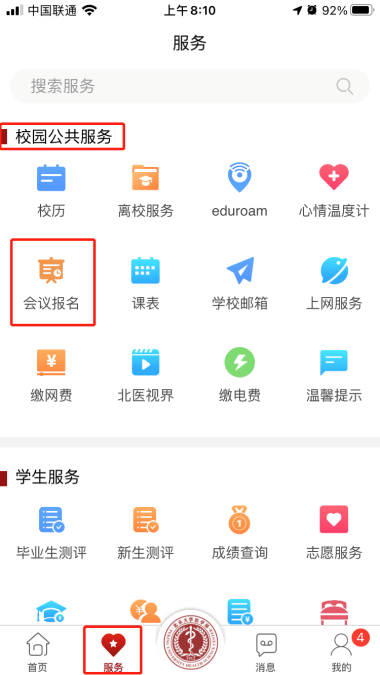 中国联通 上午 8:10 92%
服务
搜索服务
校园公共服务
校历 离校服务 eduroam 心情温度计
会议报名 课表 学校邮箱 上网服务
缴网费 北医视界 缴电费 温馨提示
学生服务
毕业生测评 新生测评 成绩查询 志愿服务
4
首页 服务 消息 我的